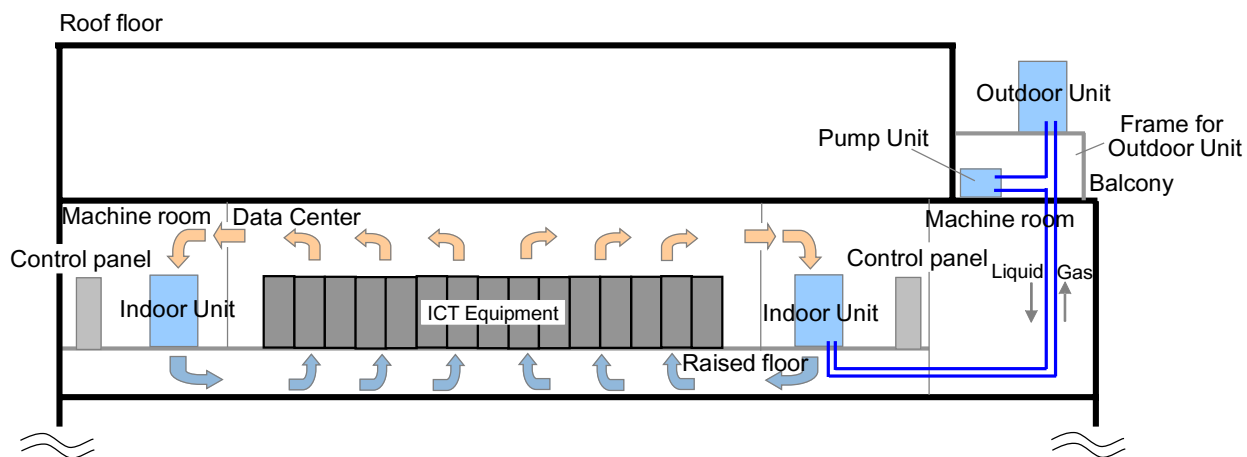 Roof floor
Outdoor Unit
Pump Unit
Frame for
Outdoor Unit
Balcony
Machine room
Data Center
Machine room
Control panel
Control panel
Liquid
Gas
Indoor Unit
ICT Equipment
Indoor Unit
Raised floor